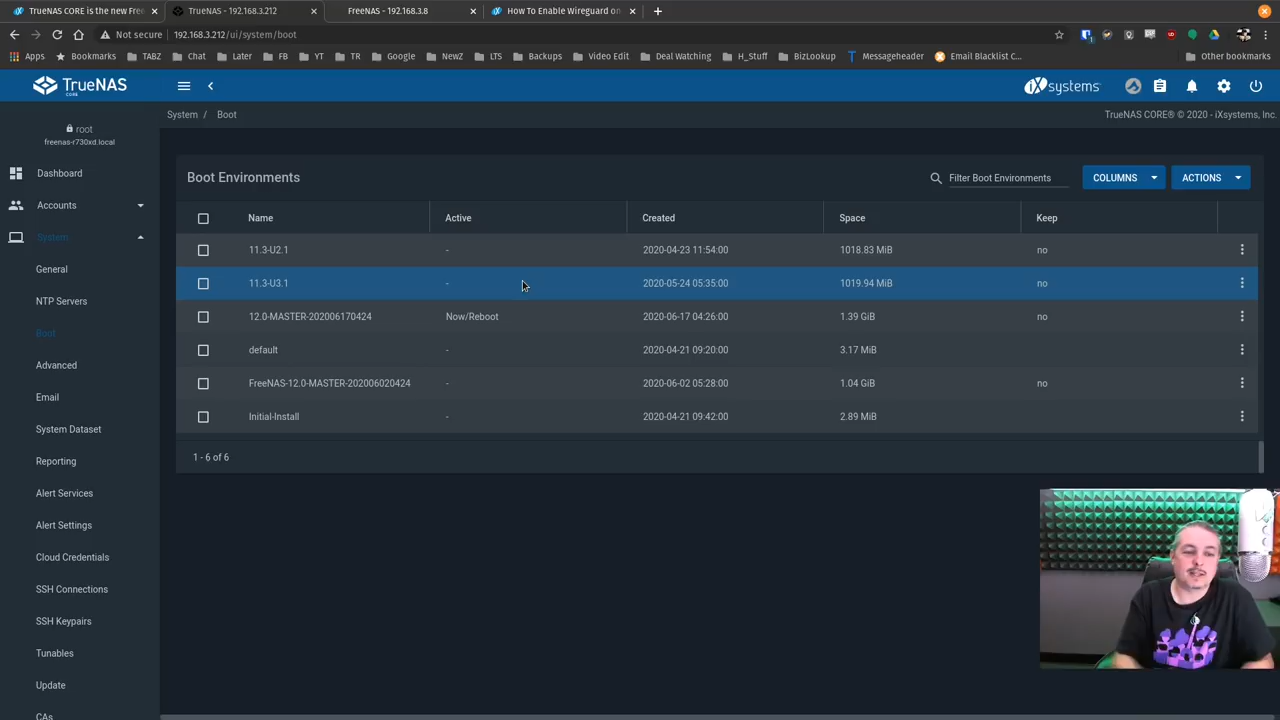 TrueNAS CORE is the new Fre
TrueNAS - 192.168.3.212
FreeNAS - 192.168.3.8
How To Enable Wireguard on
Not secure
192.168.3.212/ui/system/boot
Apps
Bookmarks
TABZ
Chat
Later
FB
YT
TR
Google
NewZ
LTS
Backups
Video Edit
Deal Watching
H_Stuff
BizLookup
Messageheader
Email Blacklist C...
Other bookmarks
TrueNAS
CORE
iXsystems
System / Boot
TrueNAS CORE® © 2020 - iXsystems, Inc.
root
freenas-r730xd.local
Dashboard
Accounts
System
General
NTP Servers
Boot
Advanced
Email
System Dataset
Reporting
Alert Services
Alert Settings
Cloud Credentials
SSH Connections
SSH Keypairs
Tunables
Update
CAs
Boot Environments
Filter Boot Environments
COLUMNS
ACTIONS
Name Active Created Space Keep
11.3-U2.1 - 2020-04-23 11:54:00 1018.83 MiB no
11.3-U3.1 - 2020-05-24 05:35:00 1019.94 MiB no
12.0-MASTER-202006170424 Now/Reboot 2020-06-17 04:26:00 1.39 GiB no
default - 2020-04-21 09:20:00 3.17 MiB
FreeNAS-12.0-MASTER-202006020424 - 2020-06-02 05:28:00 1.04 GiB no
Initial-Install - 2020-04-21 09:42:00 2.89 MiB
1 - 6 of 6